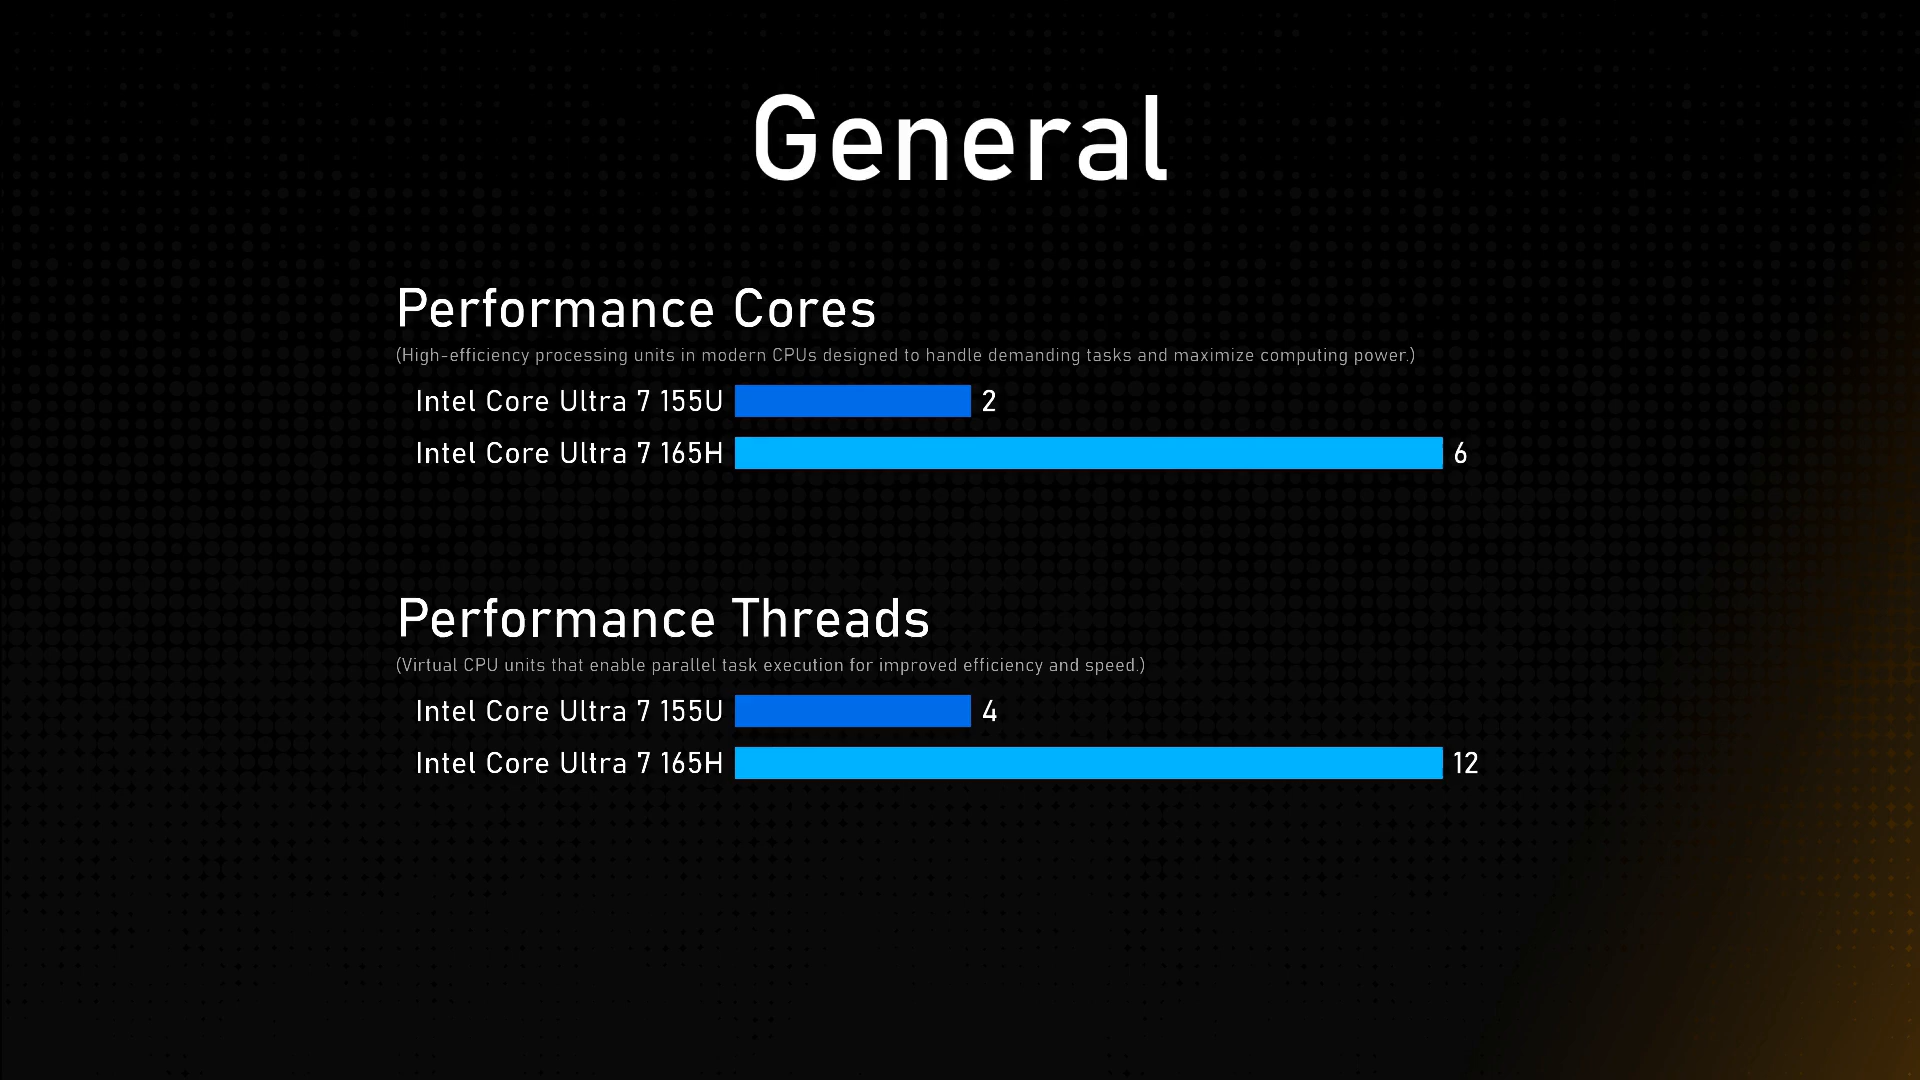 General
Performance Cores
(High-efficiency processing units in modern CPUs designed to handle demanding tasks and maximize computing power.)
Intel Core Ultra 7 155U 2
Intel Core Ultra 7 165H 6
Performance Threads
(Virtual CPU units that enable parallel task execution for improved efficiency and speed.)
Intel Core Ultra 7 155U 4
Intel Core Ultra 7 165H 12